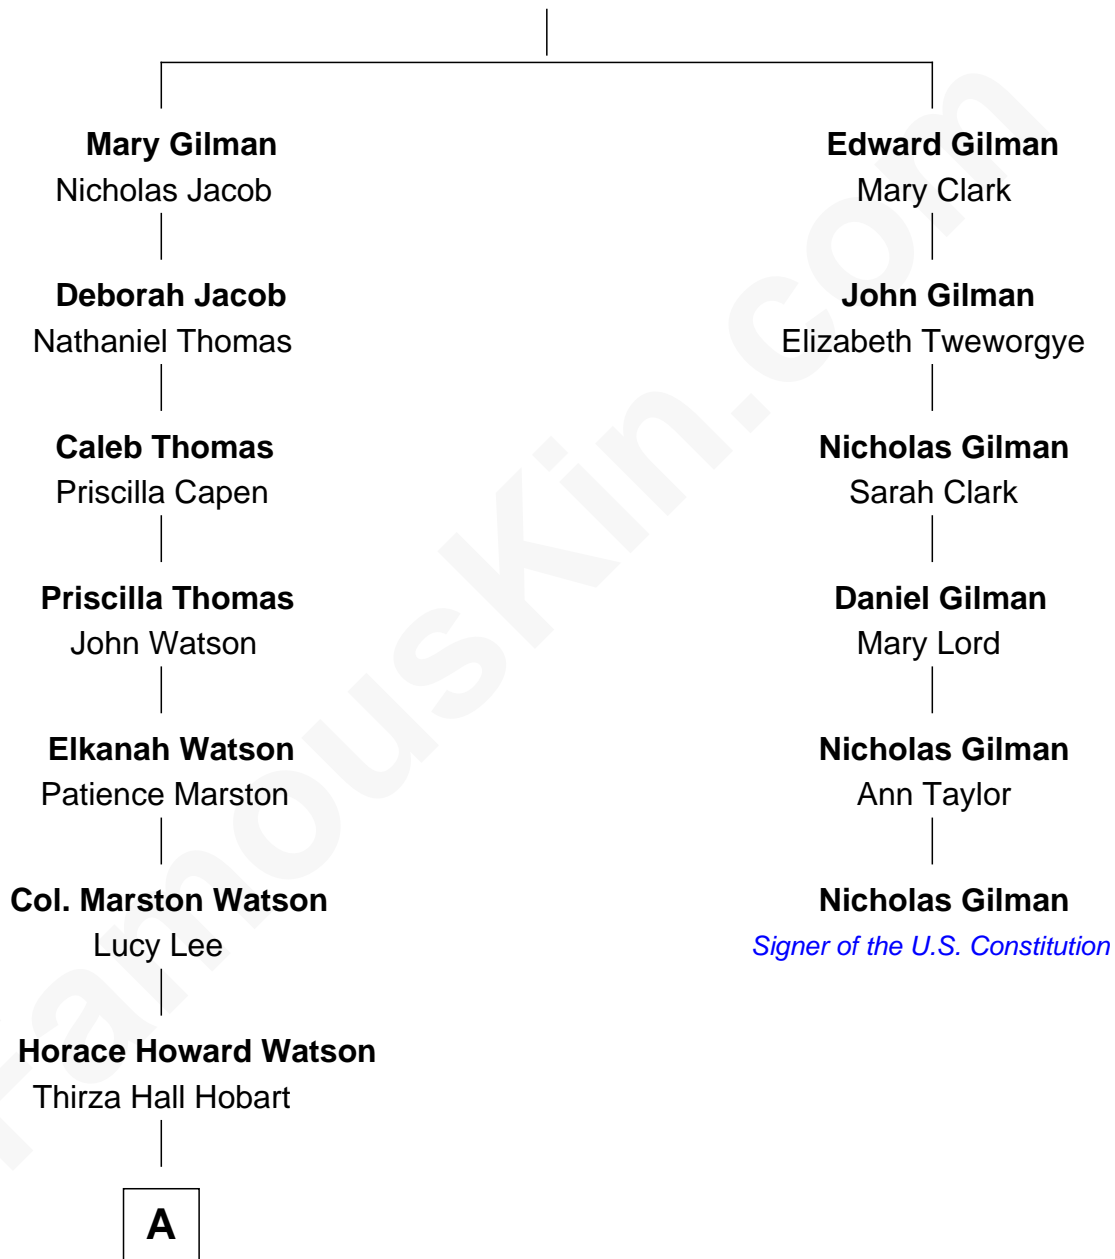 Mary Gilman
Nicholas Jacob
Deborah Jacob
Nathaniel Thomas
Caleb Thomas
Priscilla Capen
Priscilla Thomas
John Watson
Elkanah Watson
Patience Marston
Col. Marston Watson
Lucy Lee
Horace Howard Watson
Thirza Hall Hobart
A
Edward Gilman
Mary Clark
John Gilman
Elizabeth Tweworgye
Nicholas Gilman
Sarah Clark
Daniel Gilman
Mary Lord
Nicholas Gilman
Ann Taylor
Nicholas Gilman
Signer of the U.S. Constitution
FamousKin.com